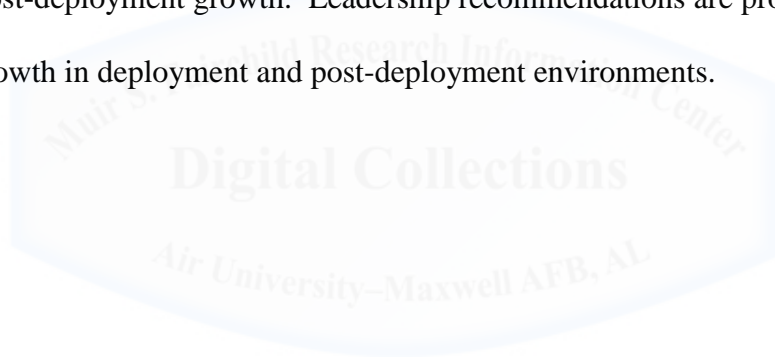 ost-deployment growth. Leadership recommendations are pro
owth in deployment and post-deployment environments.
Muir S. Fairchild Research Information Center
Digital Collections
Air University–Maxwell AFB, AL